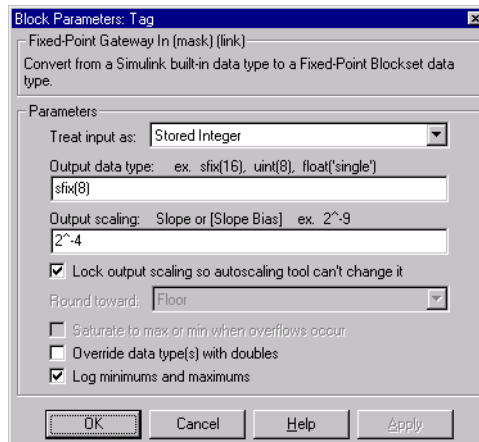 Block Parameters: Tag
Fixed-Point Gateway In (mask) (link)
Convert from a Simulink built-in data type to a Fixed-Point Blockset data
type.
Parameters
Treat input as: Stored Integer
Output data type: ex. sfix(16), uint(8), float('single')
sfix(8)
Output scaling: Slope or [Slope Bias] ex. 2^-9
2^-4
Lock output scaling so autoscaling tool can't change it
Round toward: Floor
Saturate to max or min when overflows occur
Override data type(s) with doubles
Log minimums and maximums
OK Cancel Help Apply